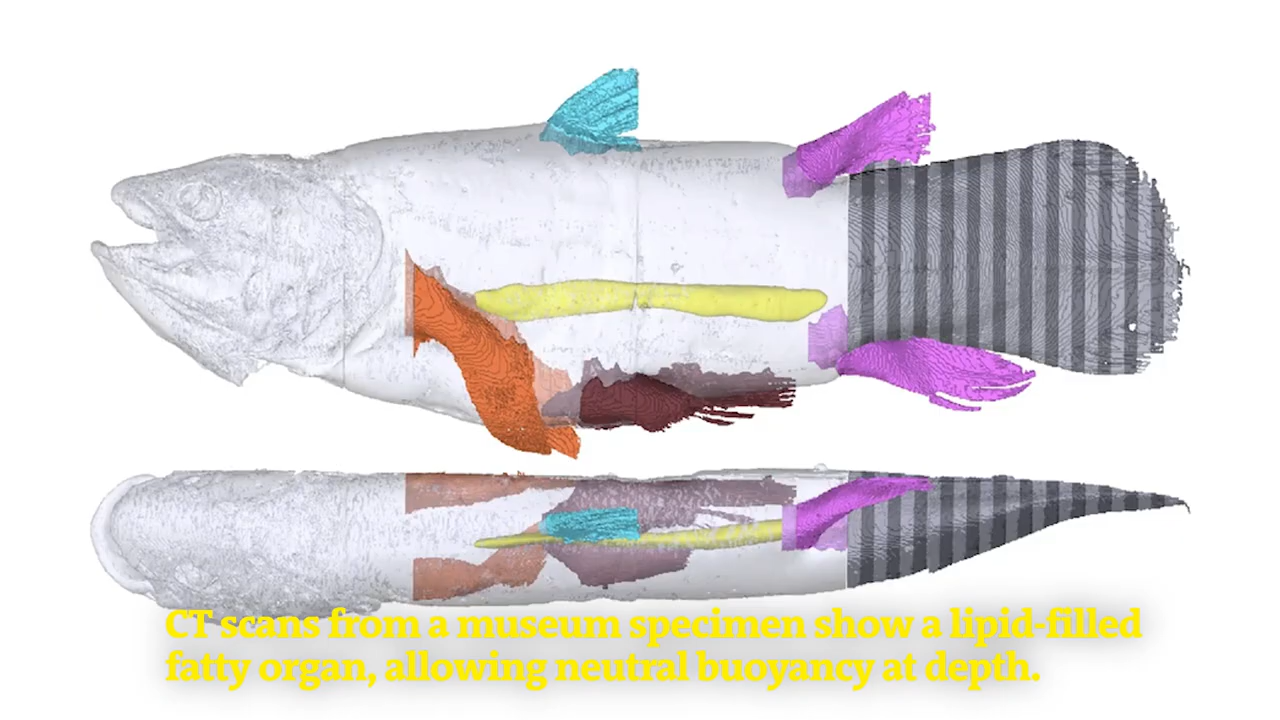 CT scans from a museum specimen show a lipid-filled
fatty organ, allowing neutral buoyancy at depth.